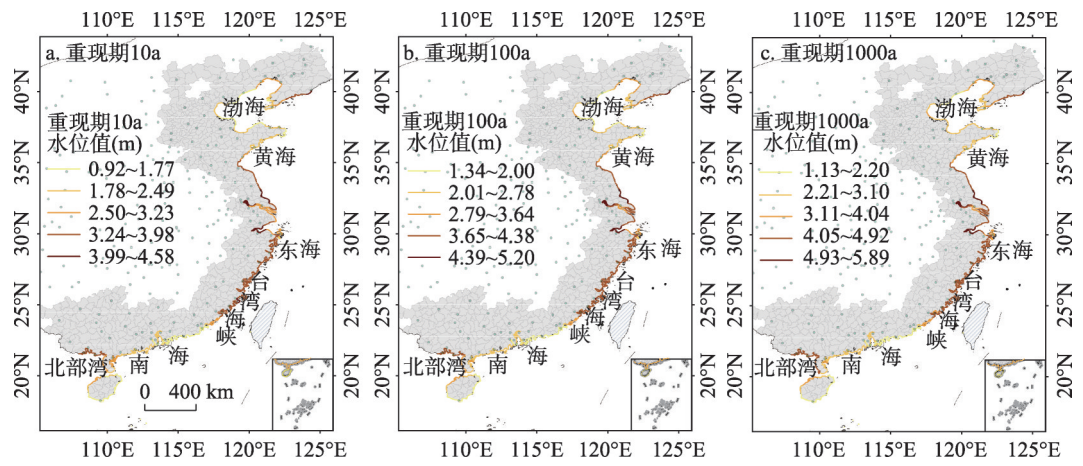 110°E 115°E 120°E 125°E
110°E 115°E 120°E 125°E
110°E 115°E 120°E 125°E
40°N
35°N
30°N
25°N
20°N
a. 重现期10a
渤海
重现期10a
水位值(m)
黄海
0.92~1.77
1.78~2.49
2.50~3.23
3.24~3.98
3.99~4.58
东海
台湾海峡
北部湾
南海
0 400 km
40°N
35°N
30°N
25°N
20°N
b. 重现期100a
渤海
重现期100a
水位值(m)
黄海
1.34~2.00
2.01~2.78
2.79~3.64
3.65~4.38
4.39~5.20
东海
台湾海峡
北部湾
南海
40°N
35°N
30°N
25°N
20°N
c. 重现期1000a
渤海
重现期1000a
水位值(m)
黄海
1.13~2.20
2.21~3.10
3.11~4.04
4.05~4.92
4.93~5.89
东海
台湾海峡
北部湾
南海
40°N
35°N
30°N
25°N
20°N
110°E 115°E 120°E 125°E
110°E 115°E 120°E 125°E
110°E 115°E 120°E 125°E